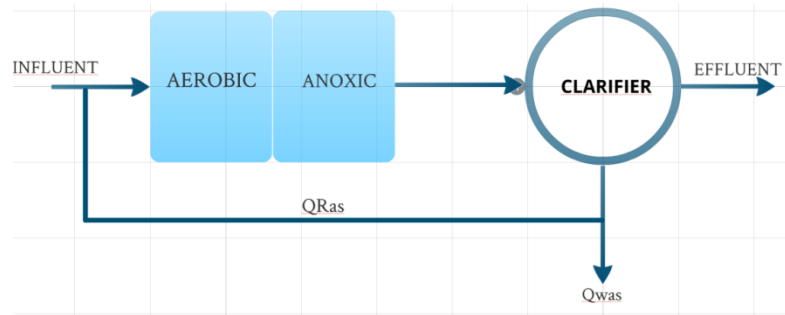 INFLUENT
AEROBIC
ANOXIC
CLARIFIER
EFFLUENT
QRas
Qwas